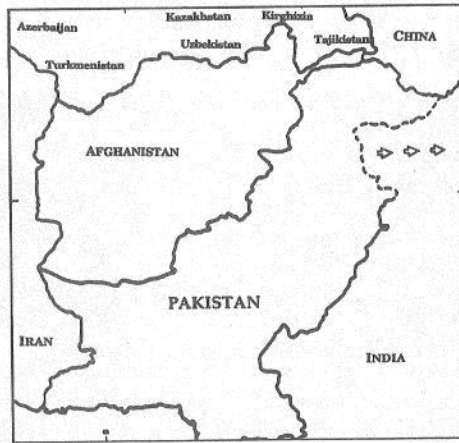 Kazakhstan Kirghizia
Azerbaijan
CHINA
Uzbekistan Tajikistan
Turkmenistan
AFGHANISTAN
PAKISTAN
IRAN
INDIA